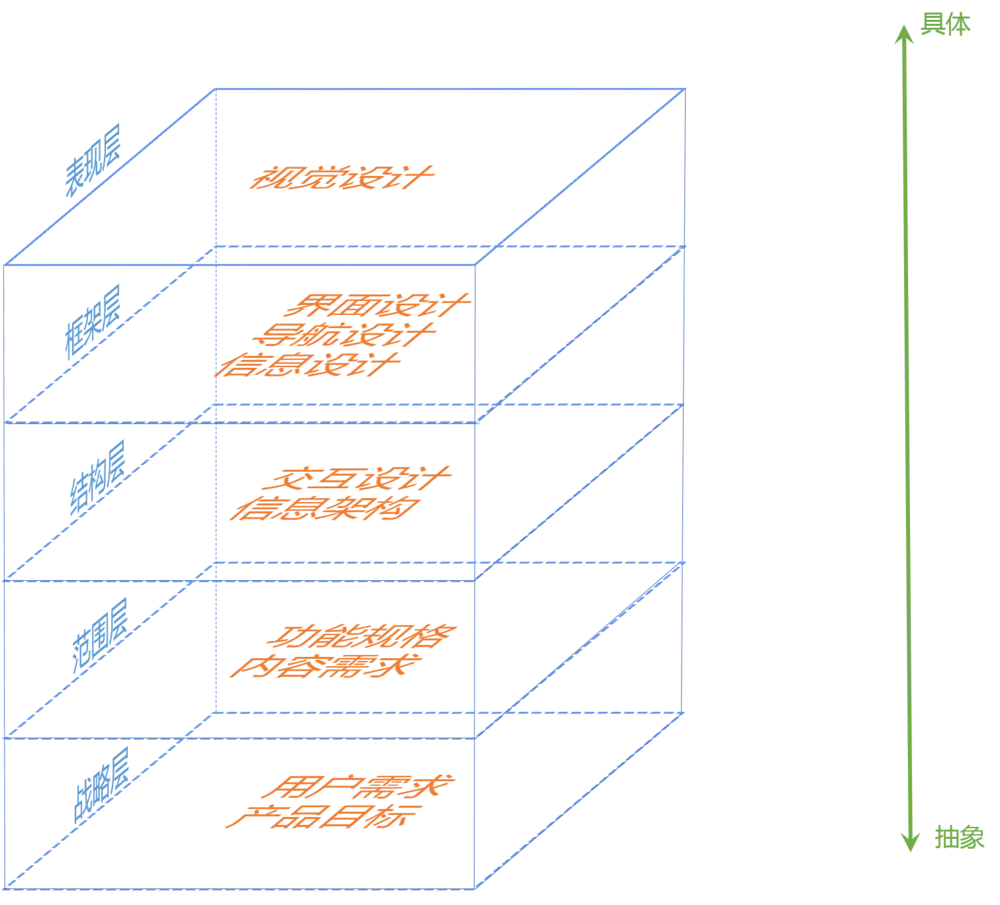 具体
表现层
视觉设计
框架层
界面设计
导航设计
信息设计
结构层
交互设计
信息架构
范围层
功能规格
内容需求
战略层
用户需求
产品目标
抽象